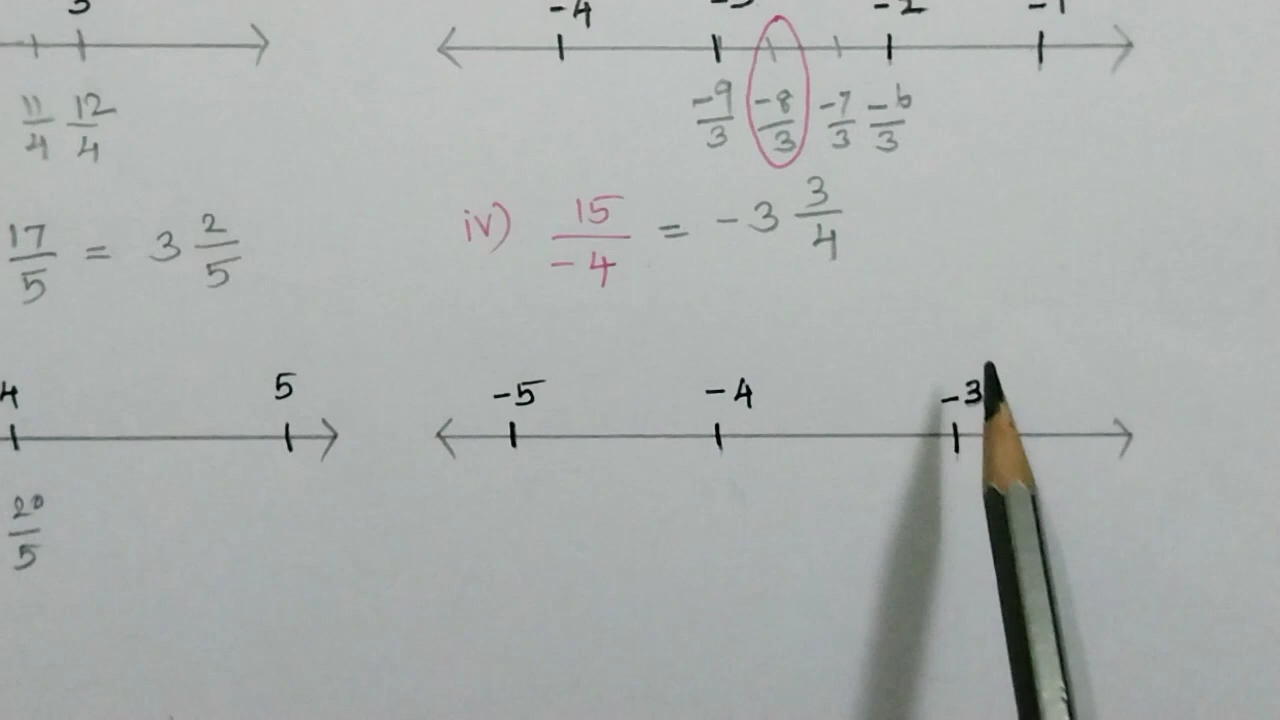 3
-4 -3 -2 -1
11/4 12/4
-9/3 -8/3 -7/3 -6/3
17/5 = 3 2/5
iv) 15/-4 = -3 3/4
4 5
-5 -4 -3
20/5